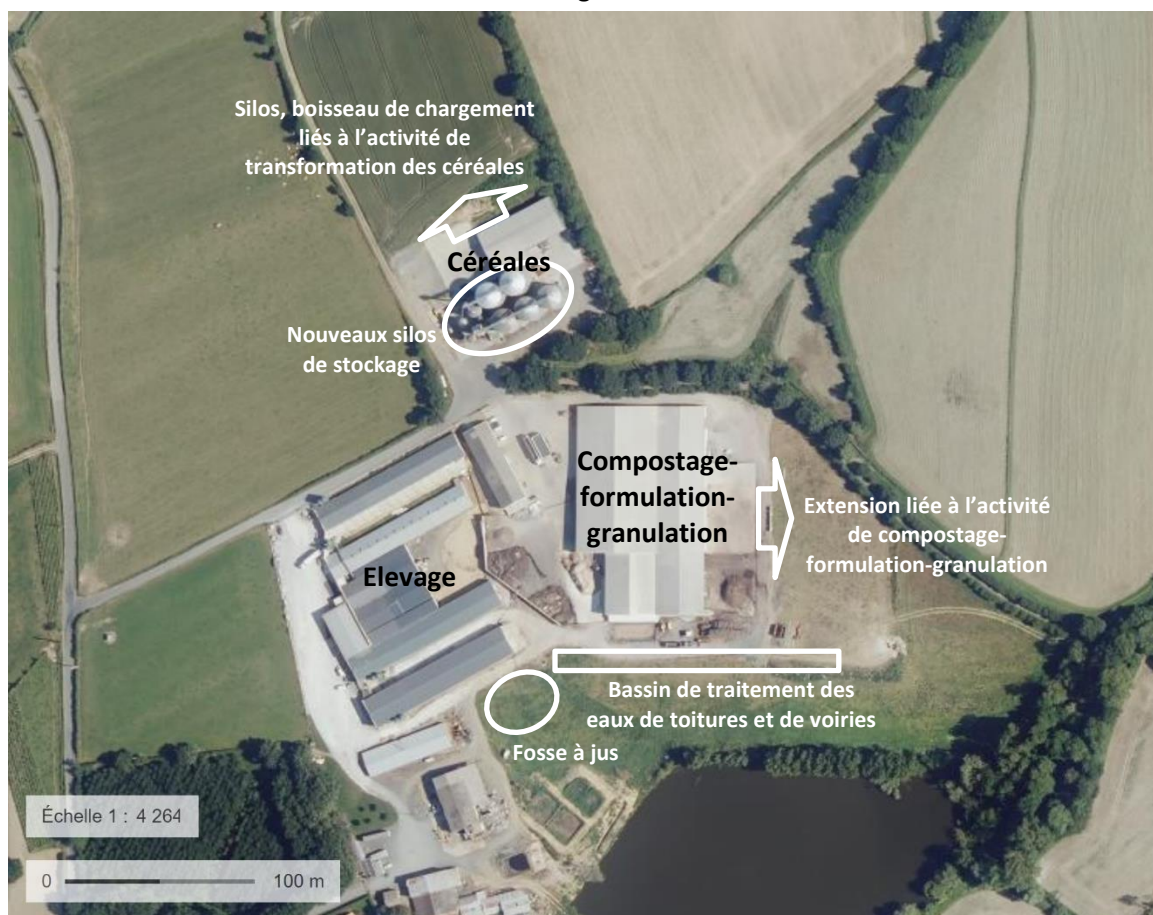 Silos, boisseau de chargement
liés à l'activité de
transformation des céréales
Céréales
Nouveaux silos
de stockage
Compostage-
formulation-
granulation
Extension liée à l'activité
de compostage-
formulation-granulation
Elevage
Bassin de traitement des
eaux de toitures et de voiries
Fosse à jus
Échelle 1 : 4 264
0 100 m